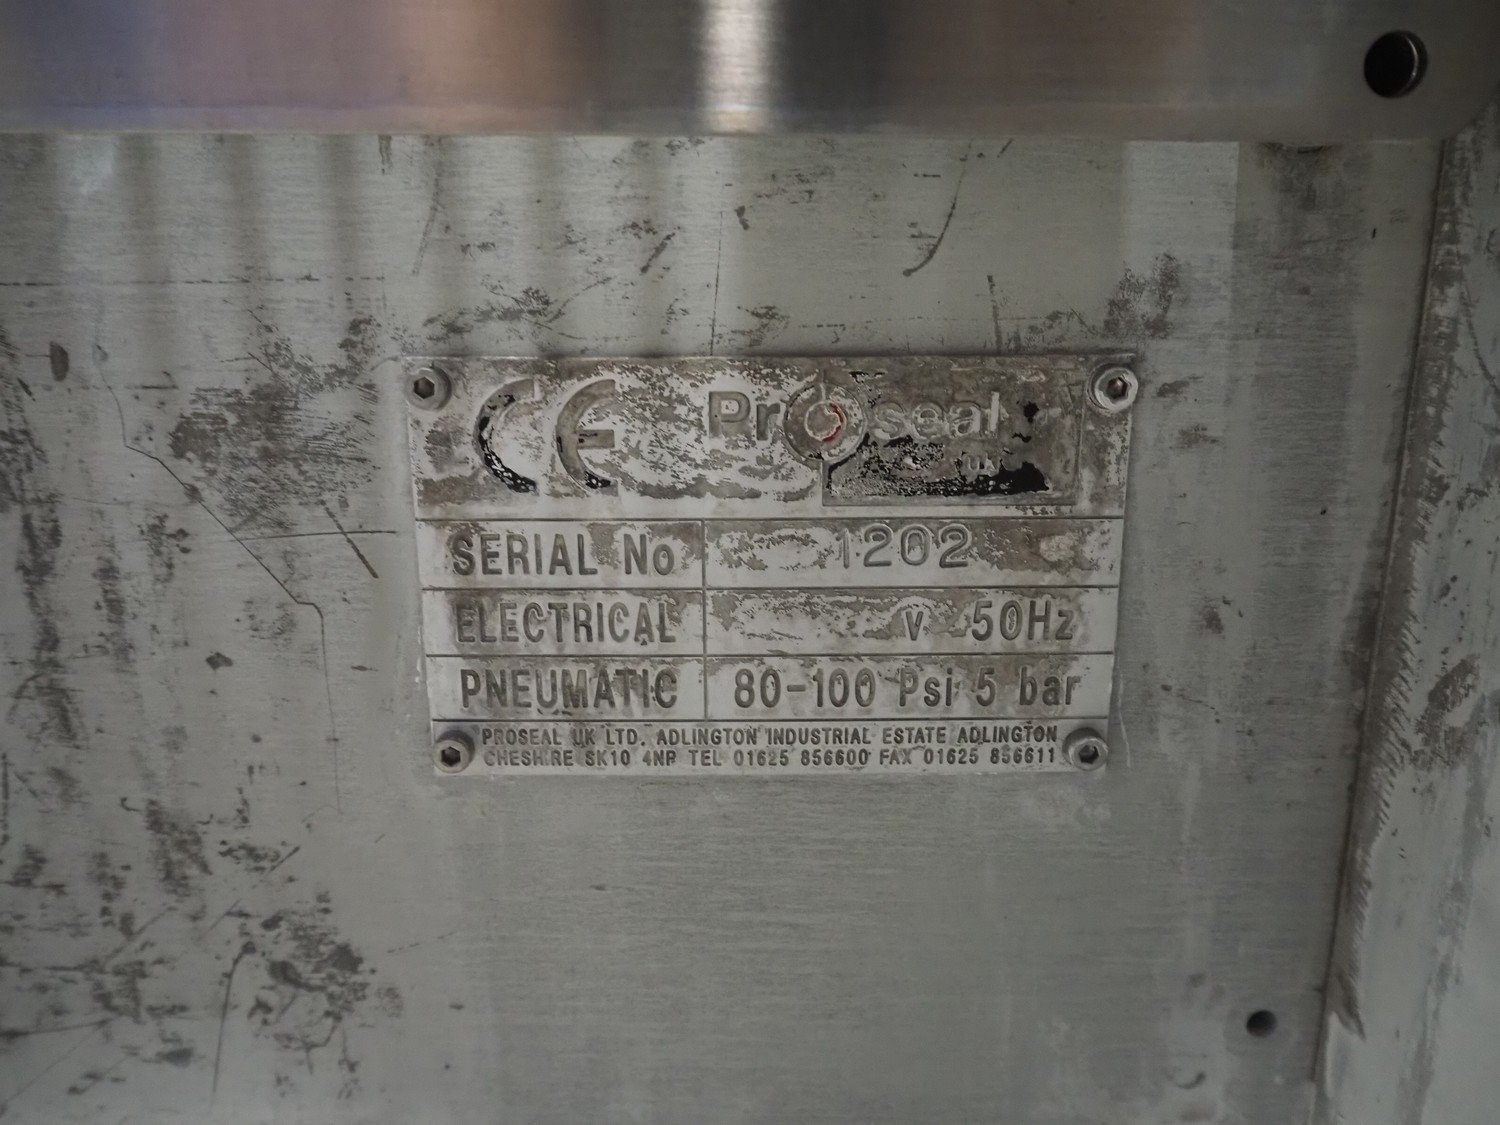 CE Proseal
uk
SERIAL No 1202
ELECTRICAL V 50Hz
PNEUMATIC 80-100 Psi 5 bar
PROSEAL UK LTD. ADLINGTON INDUSTRIAL ESTATE ADLINGTON
CHESHIRE SK10 4NP TEL 01625 856600 FAX 01625 856611